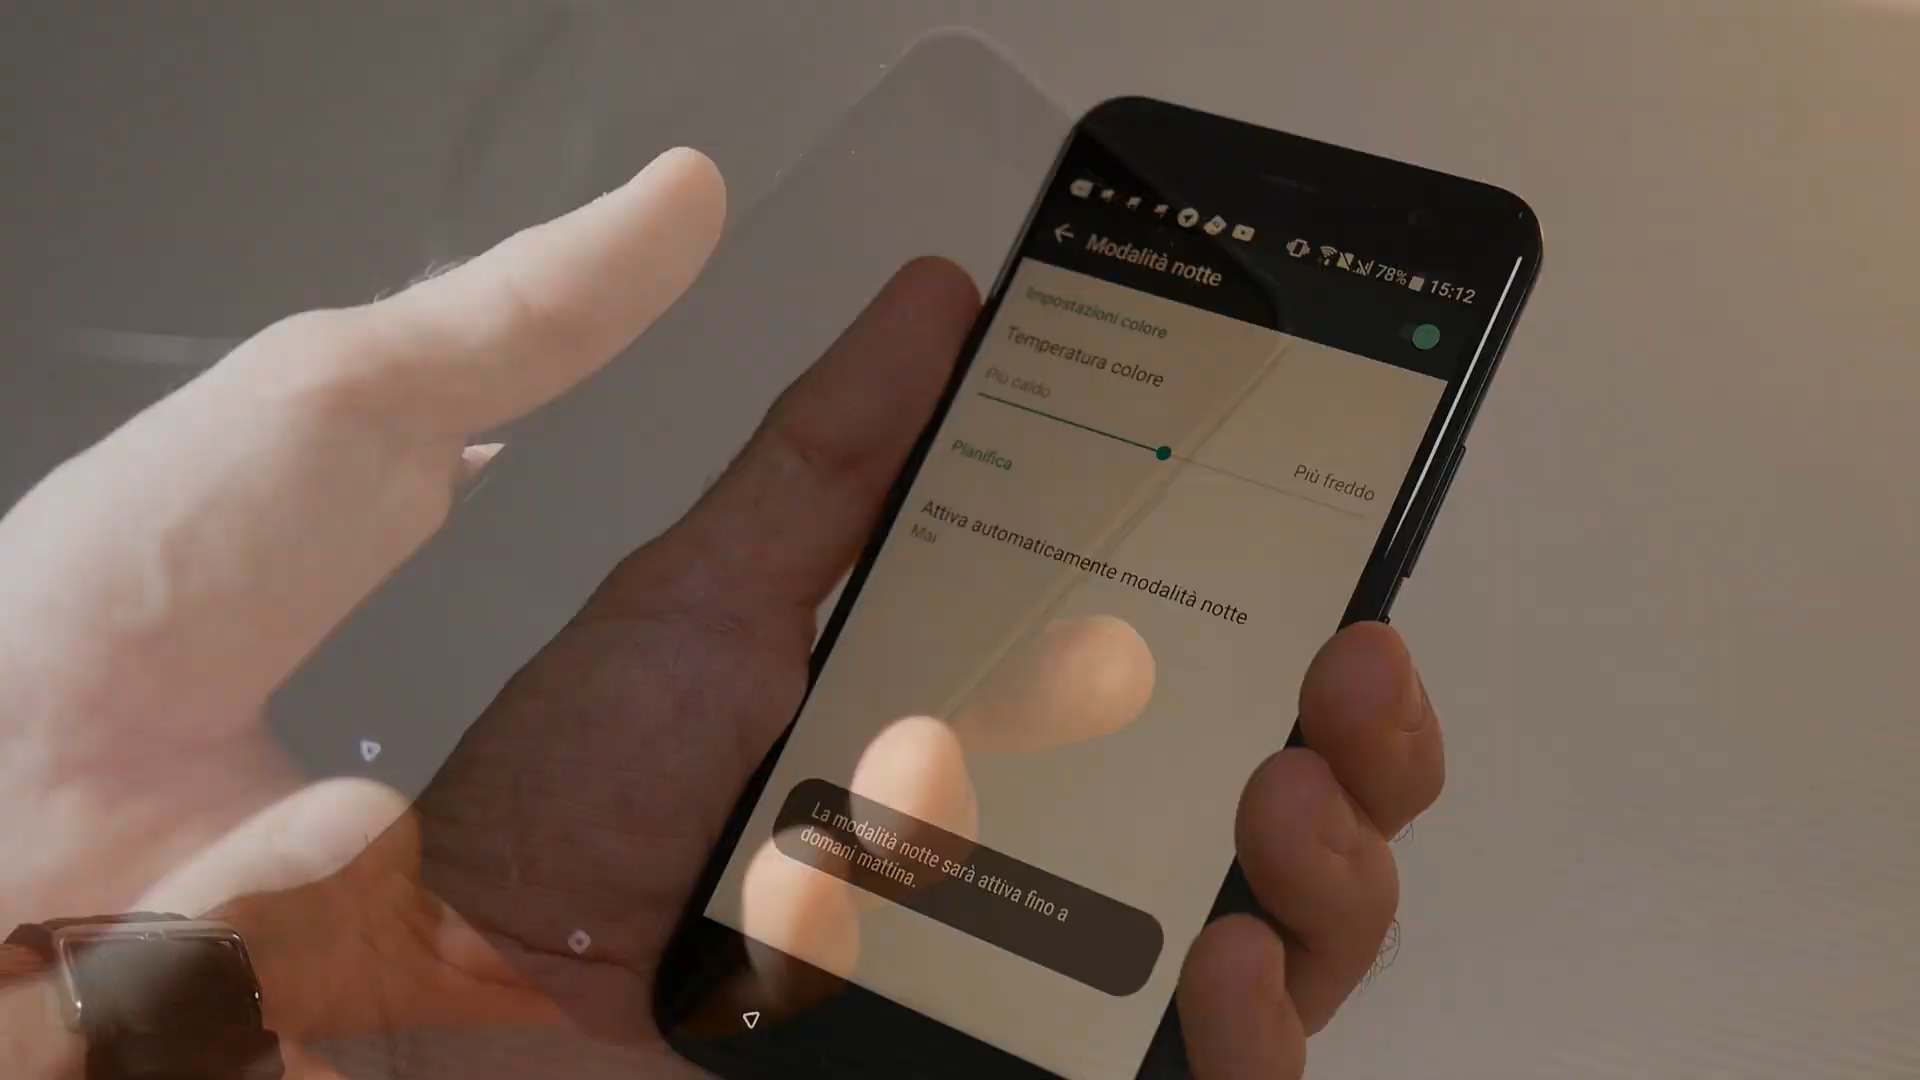 78% 15:12
Modalità notte
Impostazioni colore
Temperatura colore
Più caldo
Più freddo
Pianifica
Attiva automaticamente modalità notte
Mai
La modalità notte sarà attiva fino a
domani mattina.